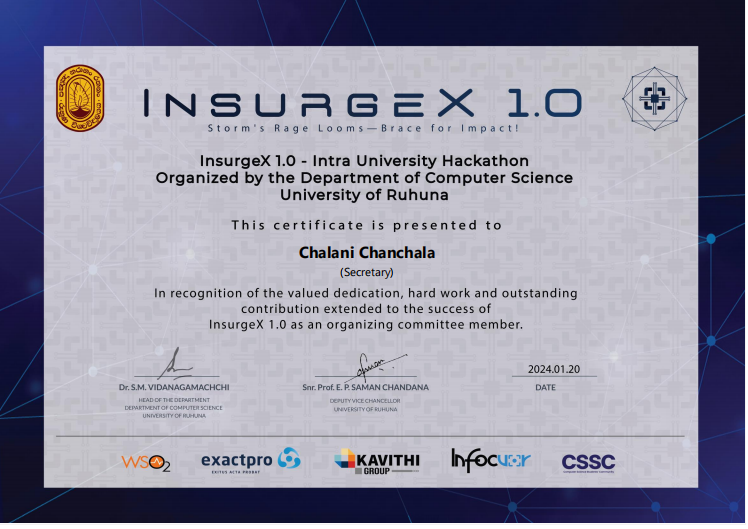 INSURGEX 1.0
Storm's Rage Looms—Brace for Impact!
InsurgeX 1.0 - Intra University Hackathon
Organized by the Department of Computer Science
University of Ruhuna
This certificate is presented to
Chalani Chanchala
(Secretary)
In recognition of the valued dedication, hard work and outstanding
contribution extended to the success of
InsurgeX 1.0 as an organizing committee member.
Dr. S.M. VIDANAGAMACHCHI
HEAD OF THE DEPARTMENT
DEPARTMENT OF COMPUTER SCIENCE
UNIVERSITY OF RUHUNA
Snr. Prof. E. P. SAMAN CHANDANA
DEPUTY VICE CHANCELLOR
UNIVERSITY OF RUHUNA
2024.01.20
DATE
WSO2
exactpro
EXITUS ACTA PROBAT
KAVITHI
GROUP
Infocuor
CSSC